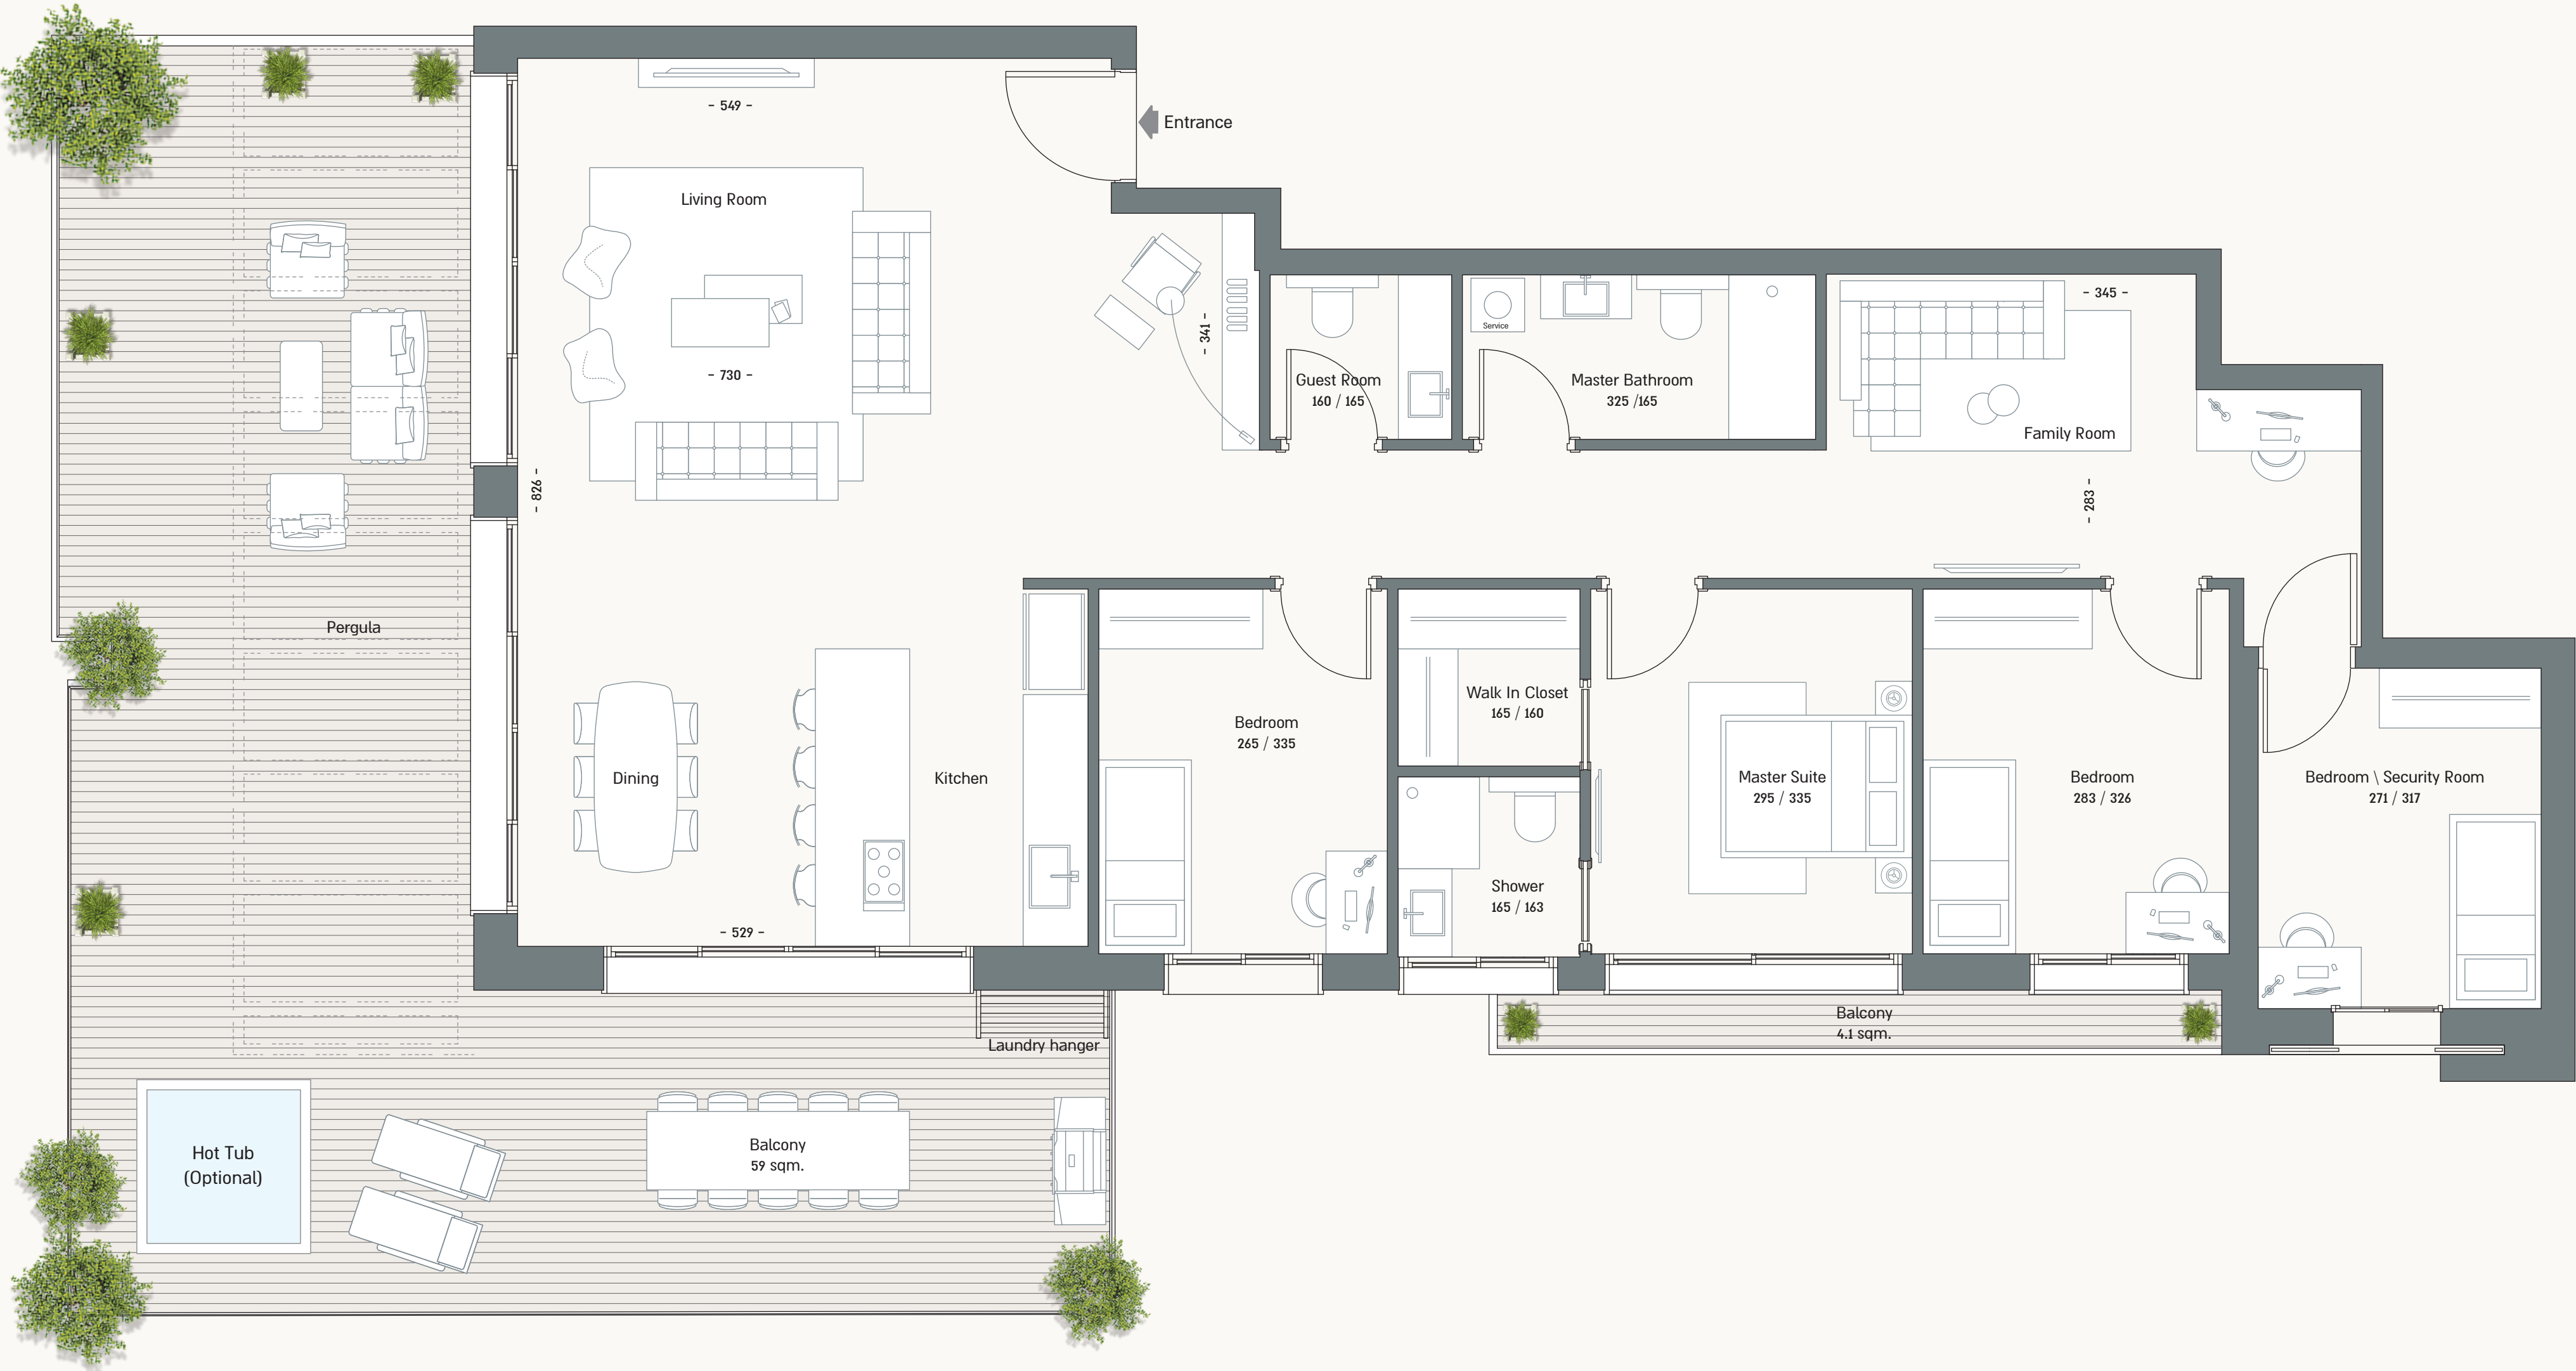 - 549 -
Entrance
Living Room
- 730 -
- 341 -
- 826 -
Guest Room
160 / 165
Service
Master Bathroom
325 /165
- 345 -
Family Room
- 283 -
Pergula
Dining
Kitchen
- 529 -
Bedroom
265 / 335
Walk In Closet
165 / 160
Shower
165 / 163
Master Suite
295 / 335
Bedroom
283 / 326
Bedroom \ Security Room
271 / 317
Laundry hanger
Balcony
4.1 sqm.
Hot Tub
(Optional)
Balcony
59 sqm.